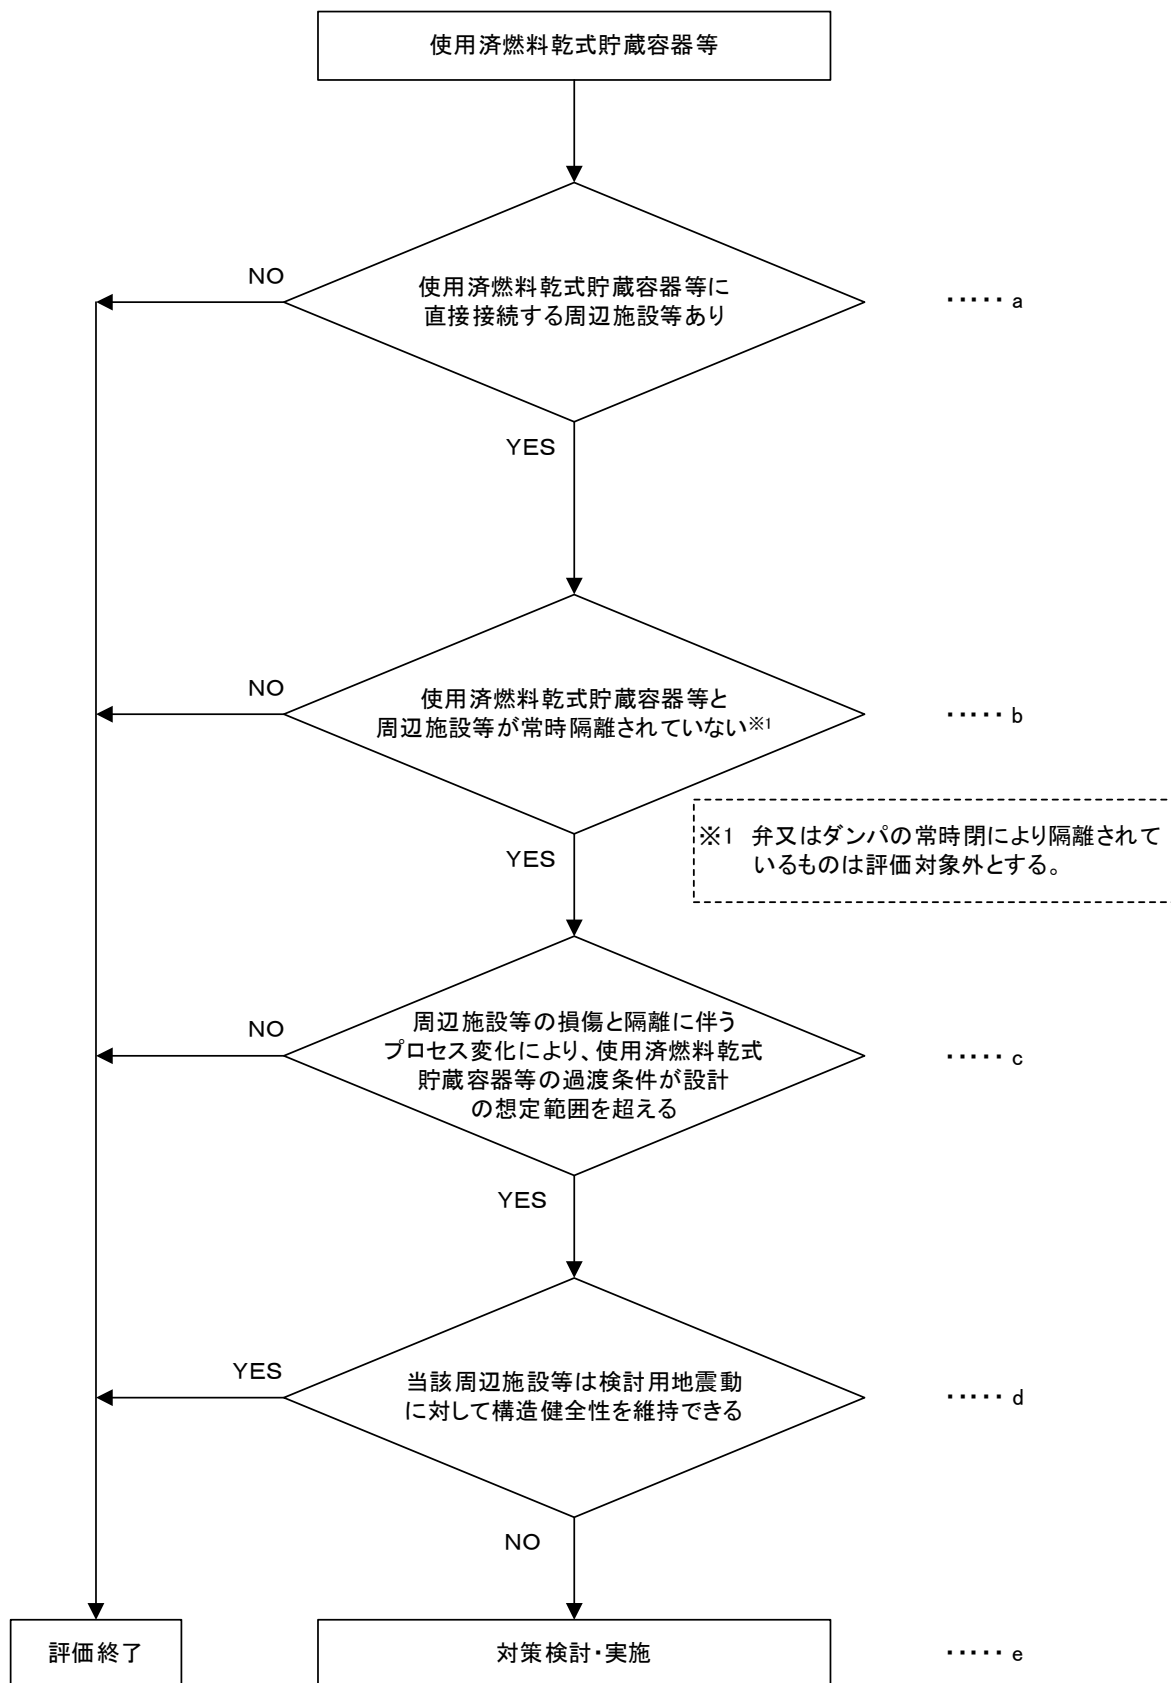 使用済燃料乾式貯蔵容器等
NO
使用済燃料乾式貯蔵容器等に
直接接続する周辺施設等あり
･････ a
YES
NO
使用済燃料乾式貯蔵容器等と
周辺施設等が常時隔離されていない※1
･････ b
YES
※1 弁又はダンパの常時閉により隔離されて
いるものは評価対象外とする。
NO
周辺施設等の損傷と隔離に伴う
プロセス変化により、使用済燃料乾式
貯蔵容器等の過渡条件が設計
の想定範囲を超える
･････ c
YES
YES
当該周辺施設等は検討用地震動
に対して構造健全性を維持できる
･････ d
NO
評価終了
対策検討･実施
･････ e